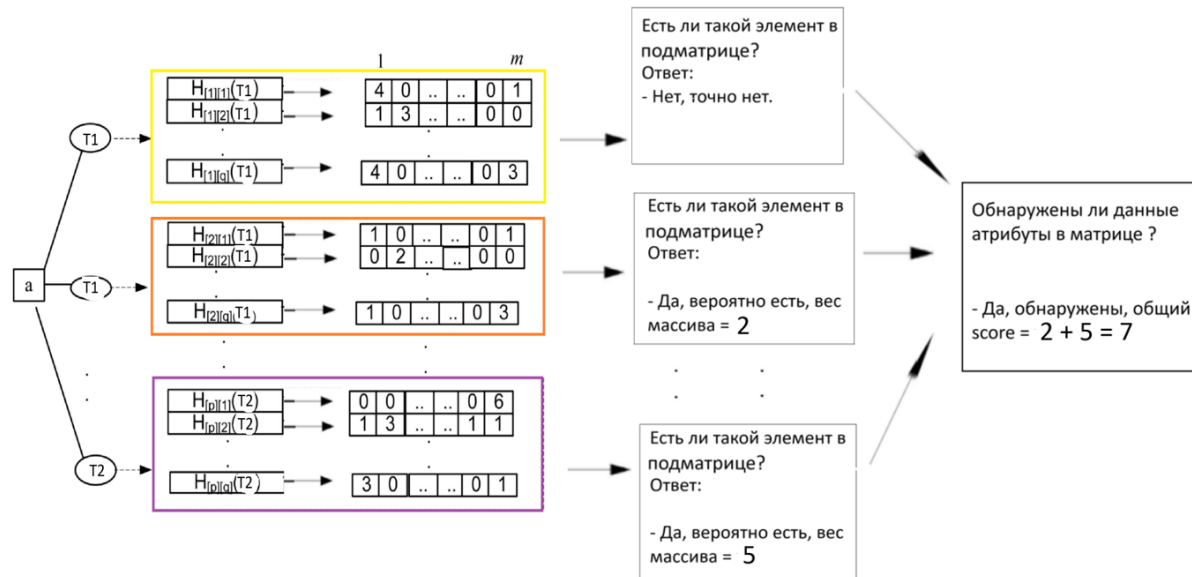 1 m
H[1][1](T1) 4 0 .. .. 0 1
H[1][2](T1) 1 3 .. .. 0 0
H[1][q](T1) 4 0 .. .. 0 3
T1
Есть ли такой элемент в
подматрице?
Ответ:
- Нет, точно нет.
H[2][1](T1) 1 0 .. .. 0 1
H[2][2](T1) 0 2 .. .. 0 0
H[2][q](T1) 1 0 .. .. 0 3
a
T1
Есть ли такой элемент в
подматрице?
Ответ:
- Да, вероятно есть, вес
массива = 2
H[p][1](T2) 0 0 .. .. 0 6
H[p][2](T2) 1 3 .. .. 1 1
H[p][q](T2) 3 0 .. .. 0 1
T2
Есть ли такой элемент в
подматрице?
Ответ:
- Да, вероятно есть, вес
массива = 5
Обнаружены ли данные
атрибуты в матрице ?
- Да, обнаружены, общий
score = 2 + 5 = 7